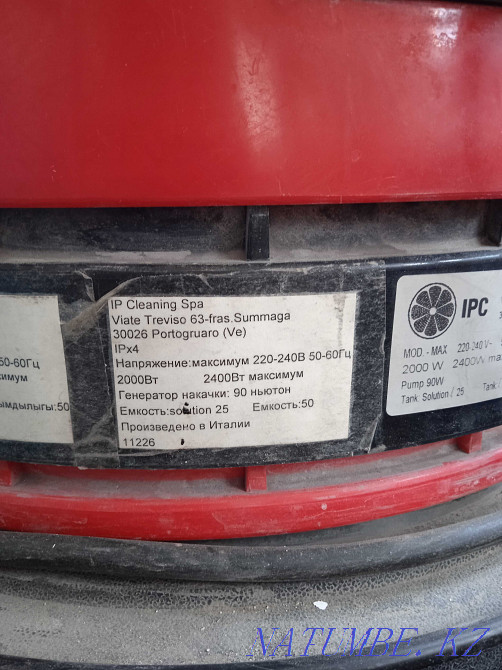 50-60Гц
симум
ымдылығы:50
IP Cleaning Spa
Viate Treviso 63-fras.Summaga
30026 Portogruaro (Ve)
IPx4
Напряжение:максимум 220-240В 50-60Гц
2000Вт 2400Вт максимум
Генератор накачки: 90 ньютон
Емкость:solution 25 Емкость:50
Произведено в Италии
11226
IPC
MOD. - MAX 220-240 V-
2000 W 2400W max
Pump 90W
Tank Solution / 25 Tank
NATUMBE. KZ